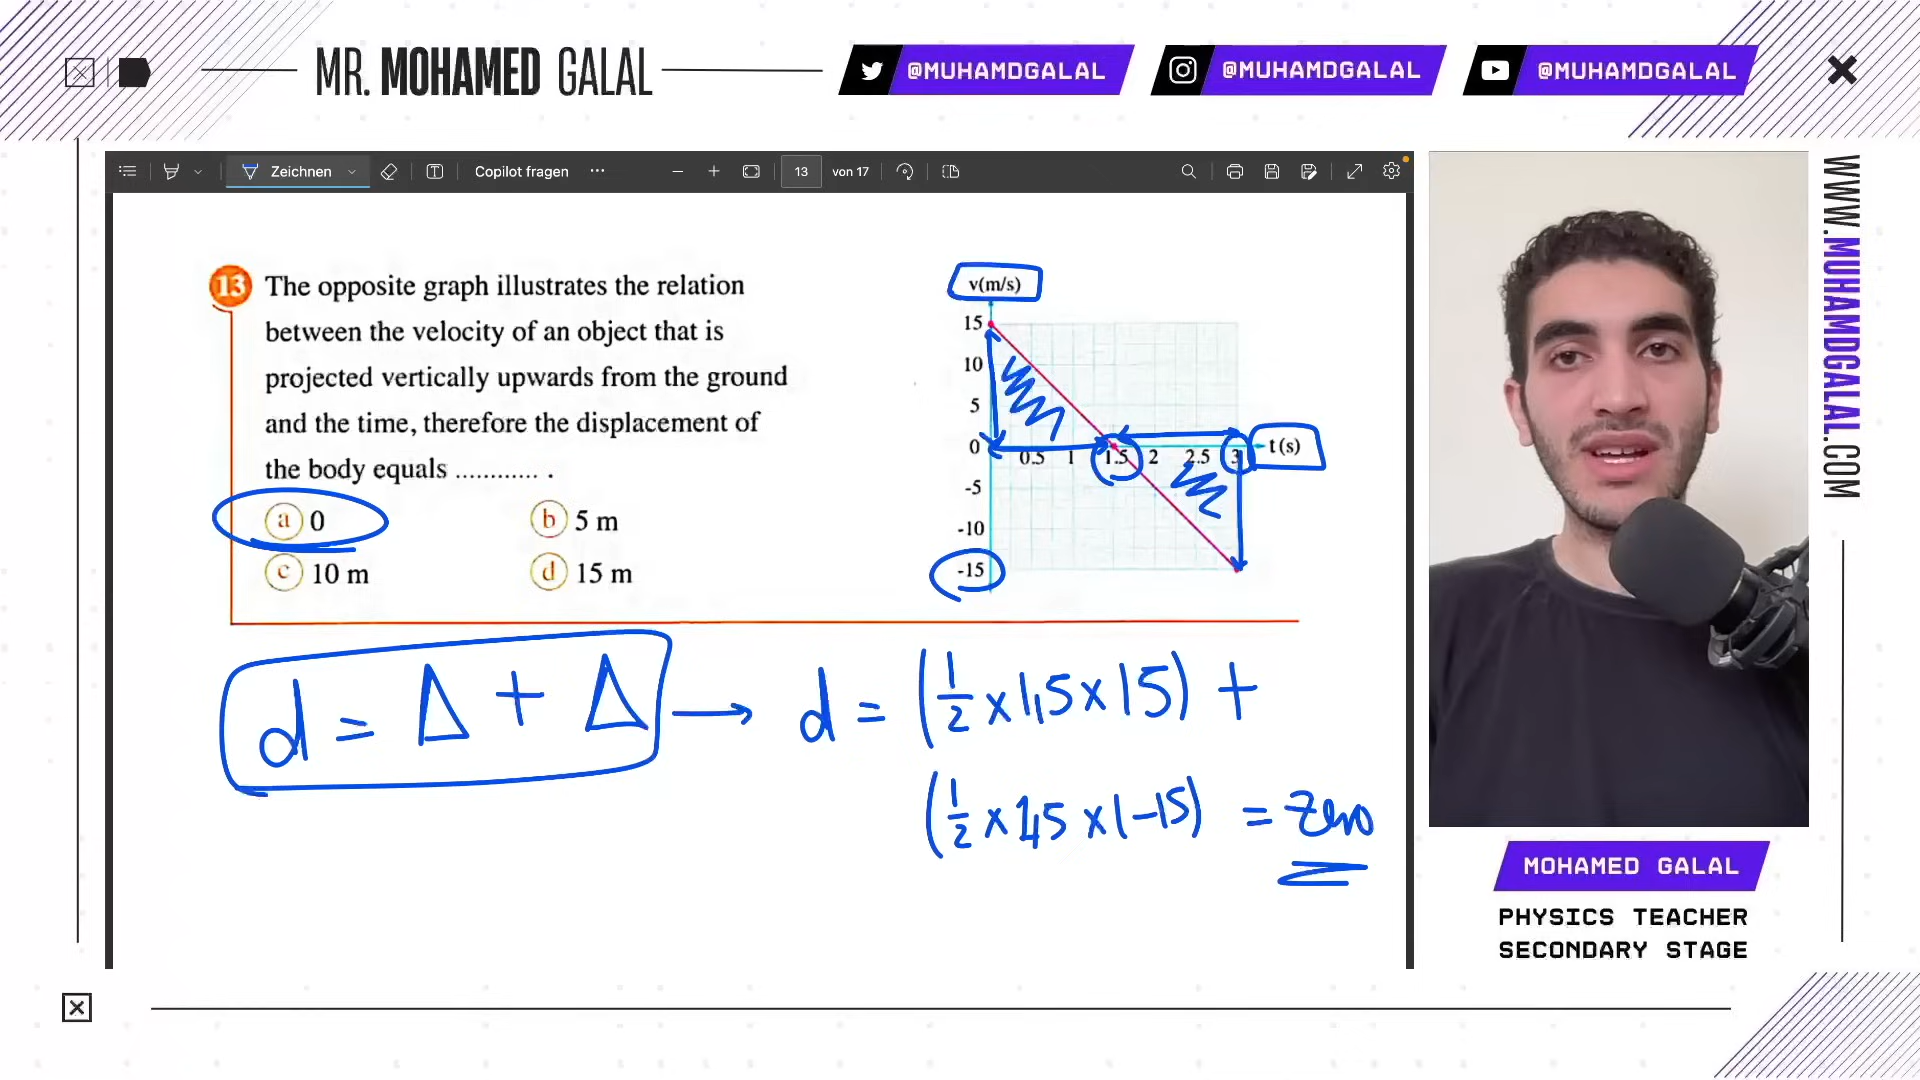 MR. MOHAMED GALAL
@MUHAMDGALAL
@MUHAMDGALAL
@MUHAMDGALAL
WWW.MUHAMDGALAL.COM
Zeichnen
Copilot fragen
13 von 17
13 The opposite graph illustrates the relation
between the velocity of an object that is
projected vertically upwards from the ground
and the time, therefore the displacement of
the body equals ............ .
a 0
b 5 m
c 10 m
d 15 m
v(m/s)
15
10
5
0
-5
-10
-15
0.5 1 1.5 2 2.5 3
t(s)
d = Δ + Δ → d = (1/2 × 1,5 × 15) +
(1/2 × 1,5 × (-15) = Zero
MOHAMED GALAL
PHYSICS TEACHER
SECONDARY STAGE